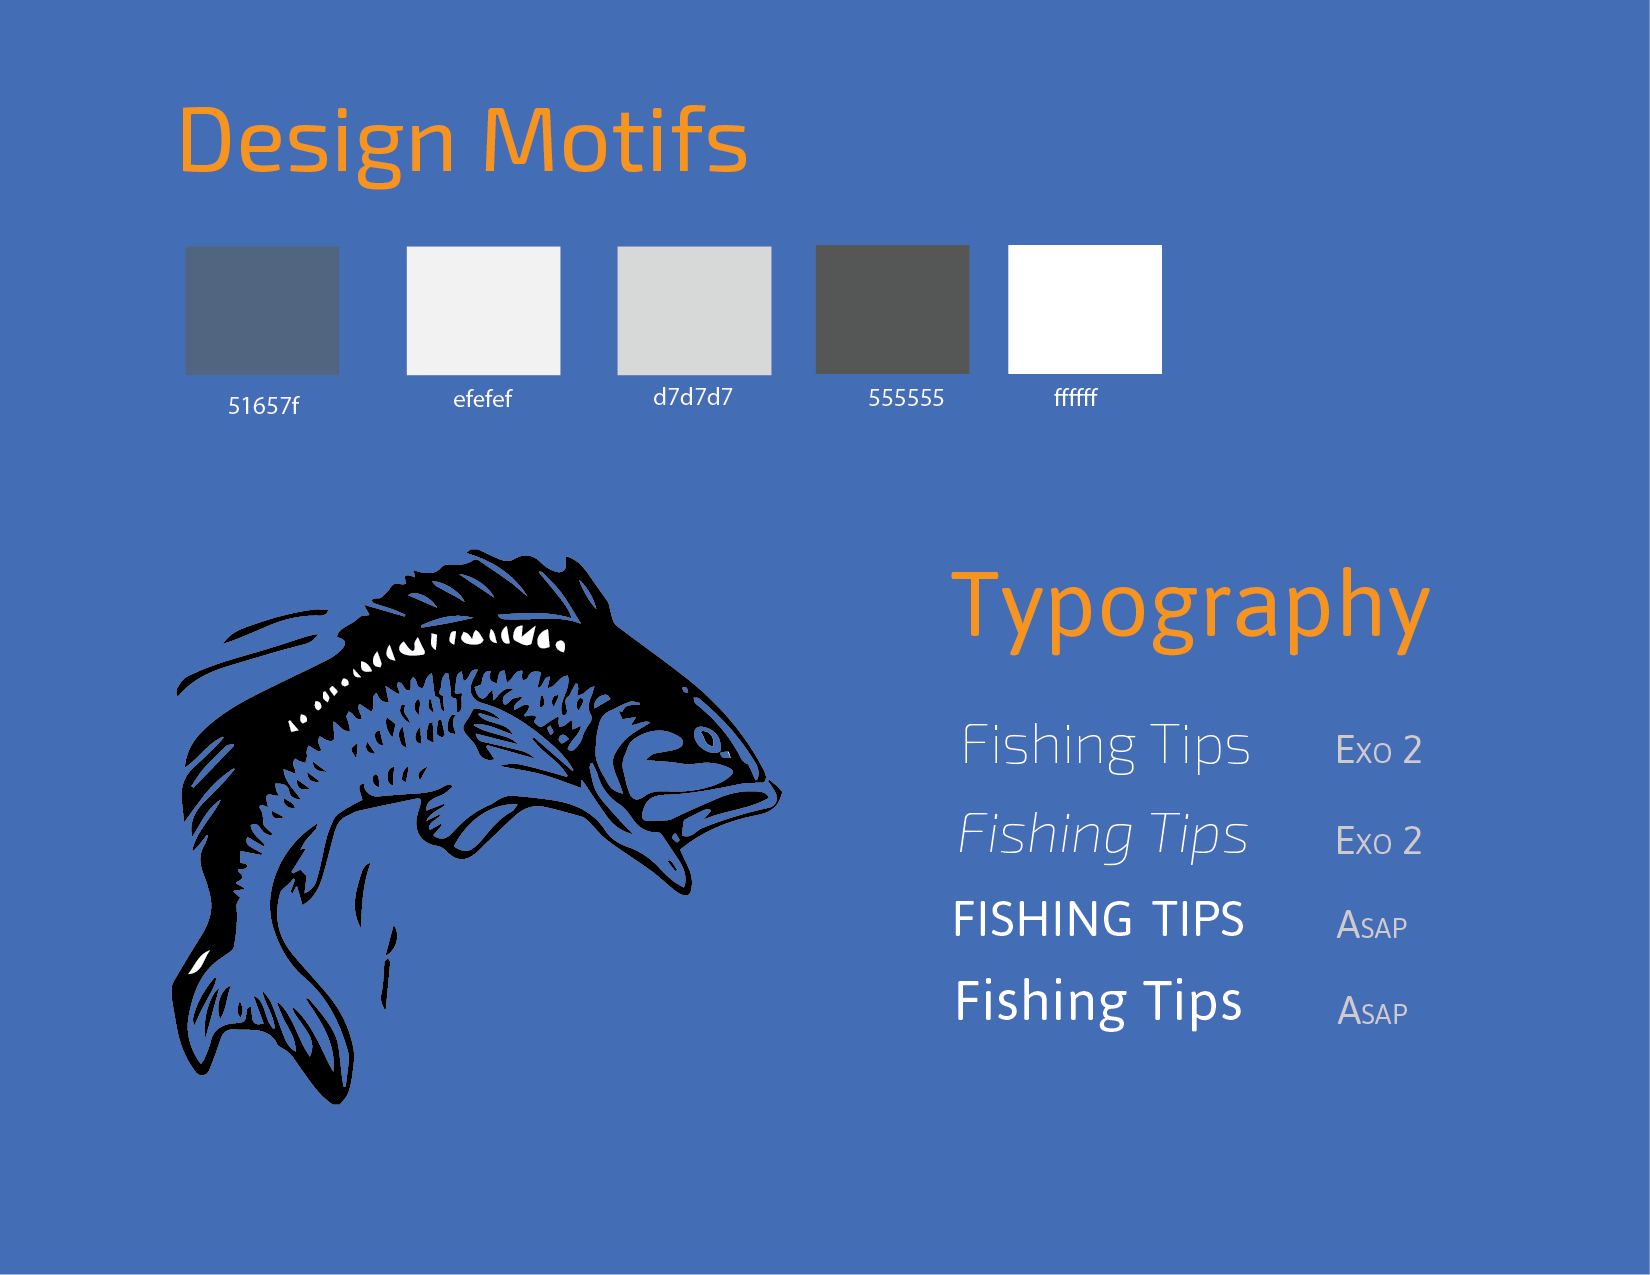 Design Motifs
51657f
efefef
d7d7d7
555555
ffffff
Typography
Fishing Tips Exo 2
Fishing Tips Exo 2
FISHING TIPS Asap
Fishing Tips Asap